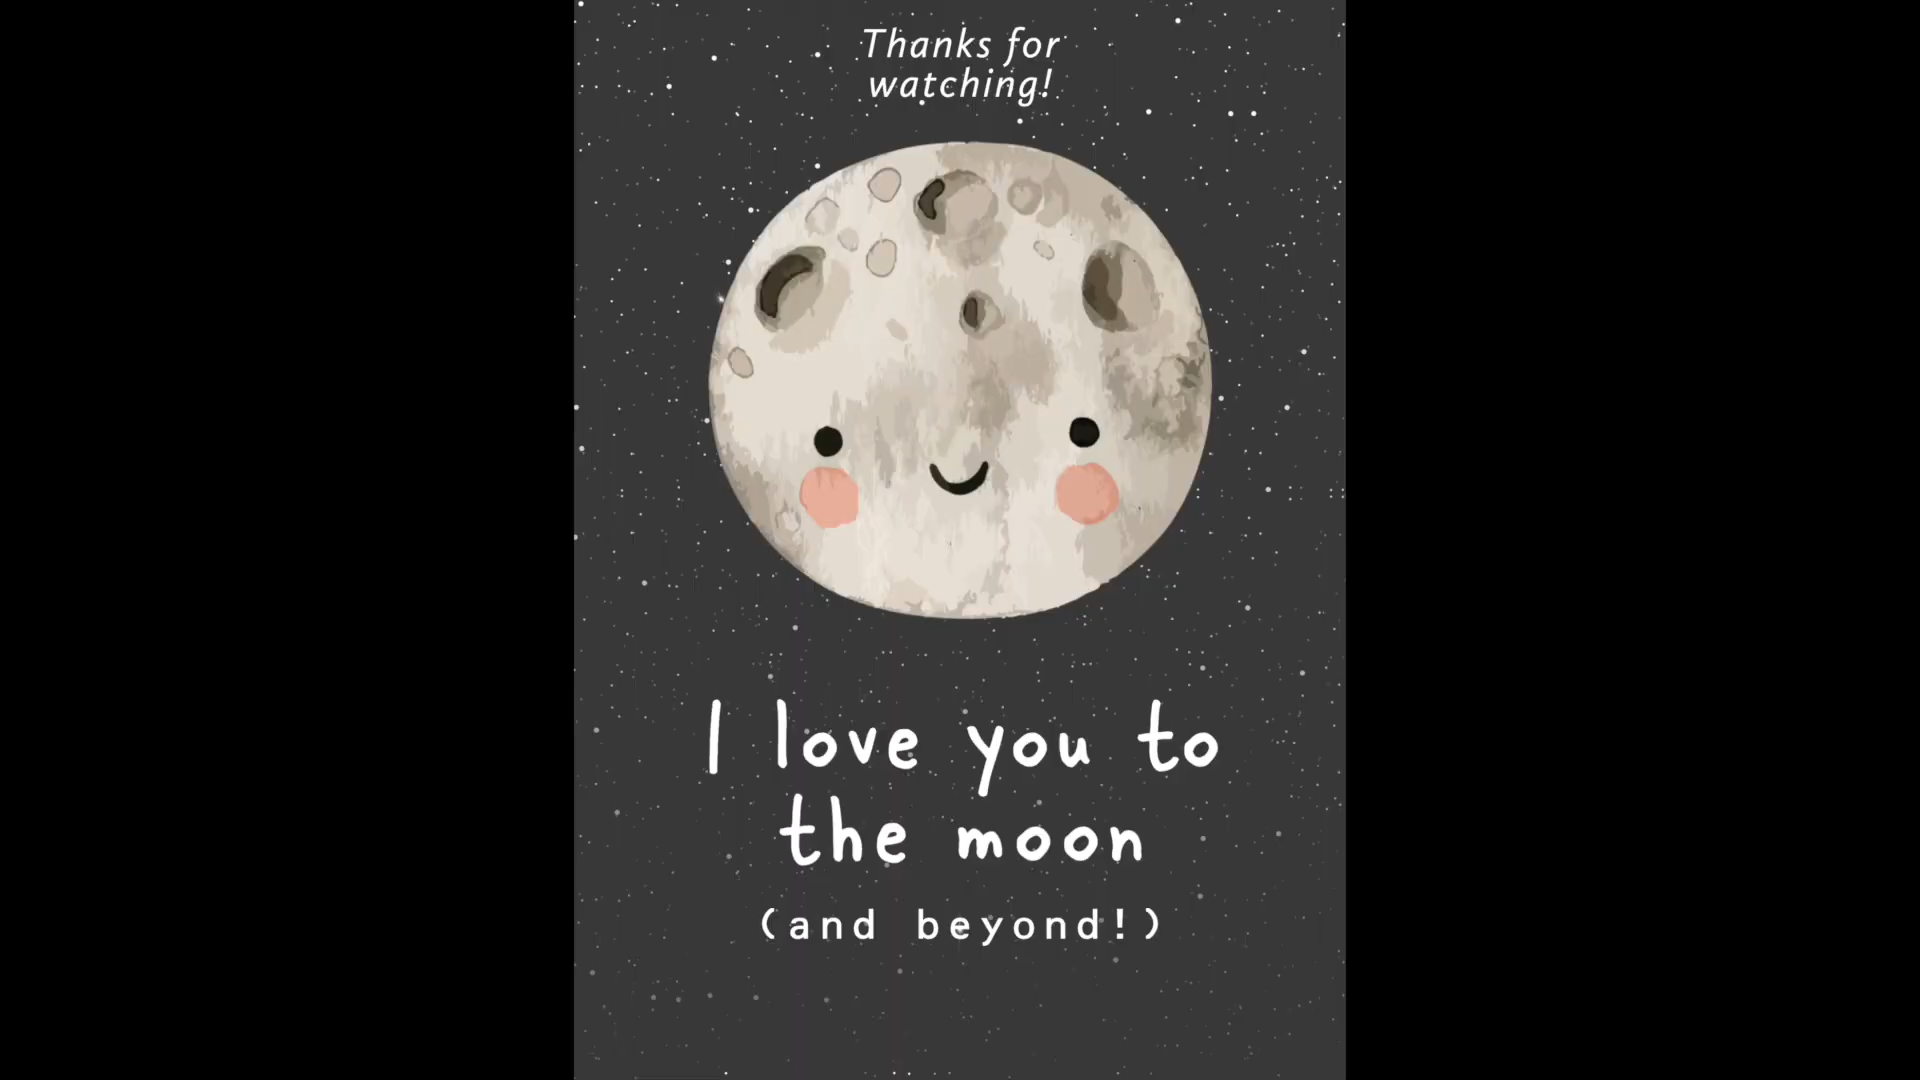 Thanks for
watching!
I love you to
the moon
(and beyond!)